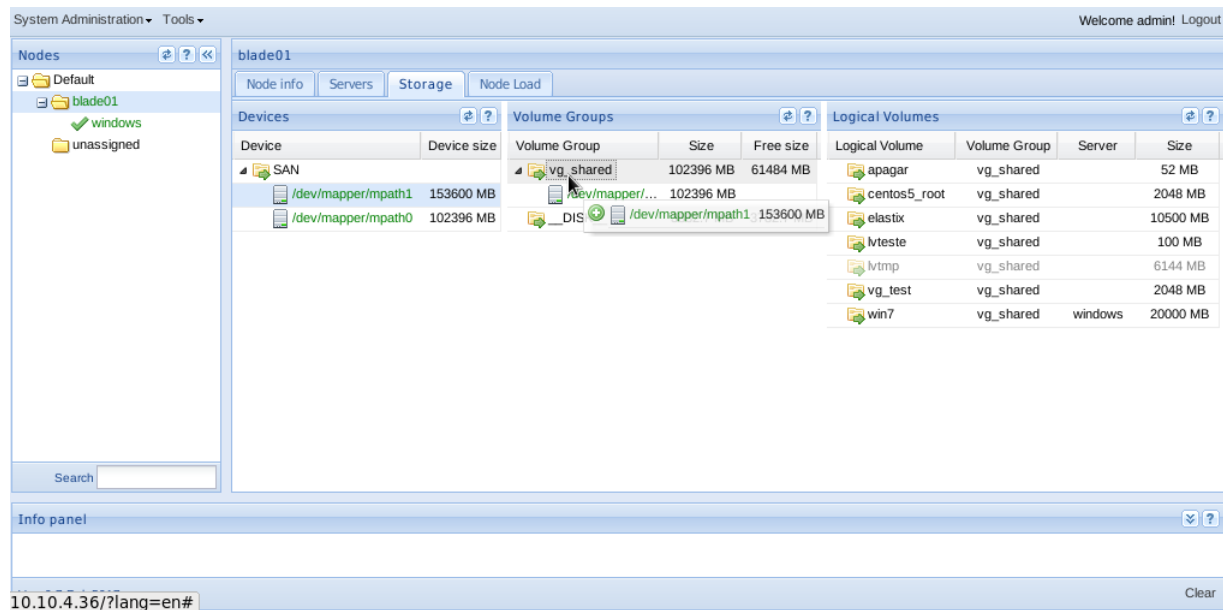 System Administration Tools Welcome admin! Logout
Nodes
Default
blade01
windows
unassigned
Search
blade01
Node info Servers Storage Node Load
Devices
Device Device size
SAN
/dev/mapper/mpath1 153600 MB
/dev/mapper/mpath0 102396 MB
Volume Groups
Volume Group Size Free size
vg_shared 102396 MB 61484 MB
/dev/mapper/... 102396 MB
__DIS
/dev/mapper/mpath1 153600 MB
Logical Volumes
Logical Volume Volume Group Server Size
apagar vg_shared 52 MB
centos5_root vg_shared 2048 MB
elastix vg_shared 10500 MB
lvteste vg_shared 100 MB
lvtmp vg_shared 6144 MB
vg_test vg_shared 2048 MB
win7 vg_shared windows 20000 MB
Info panel
Clear
10.10.4.36/?lang=en#